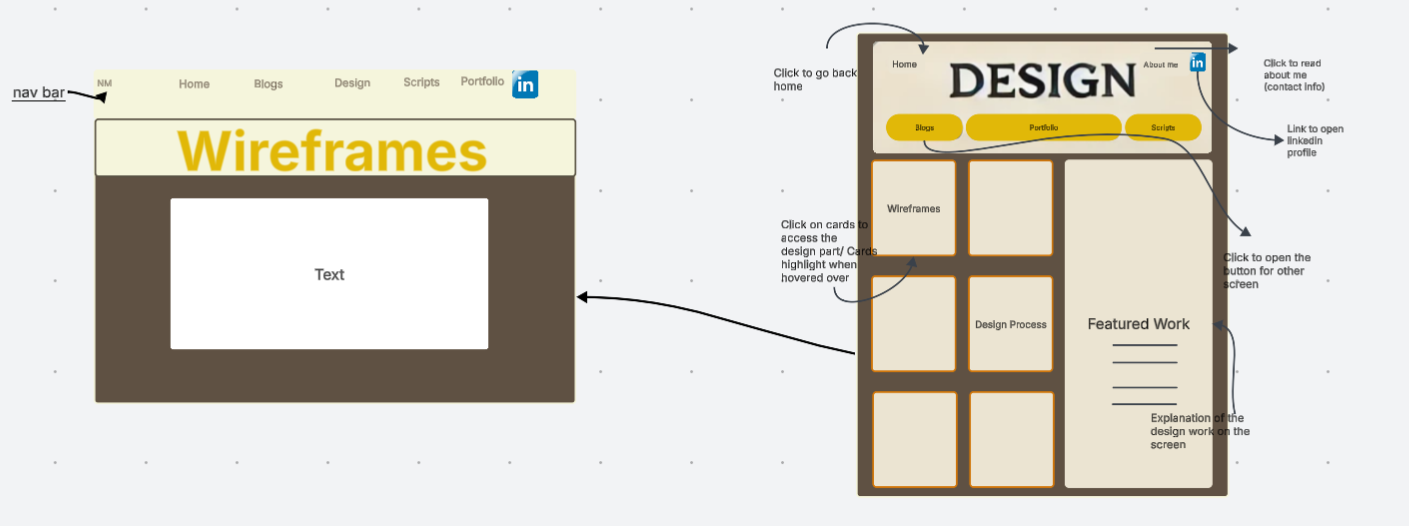 nav bar
NM
Home
Blogs
Design
Scripts
Portfolio
in
Wireframes
Text
Click to go back
home
Home
DESIGN
About me
in
Blogs
Portfolio
Scripts
Click to read
about me
(contact info)
Link to open
linkedin
profile
Wireframes
Click on cards to
access the
design part/ Cards
highlight when
hovered over
Click to open the
button for other
screen
Design Process
Featured Work
Explanation of the
design work on the
screen